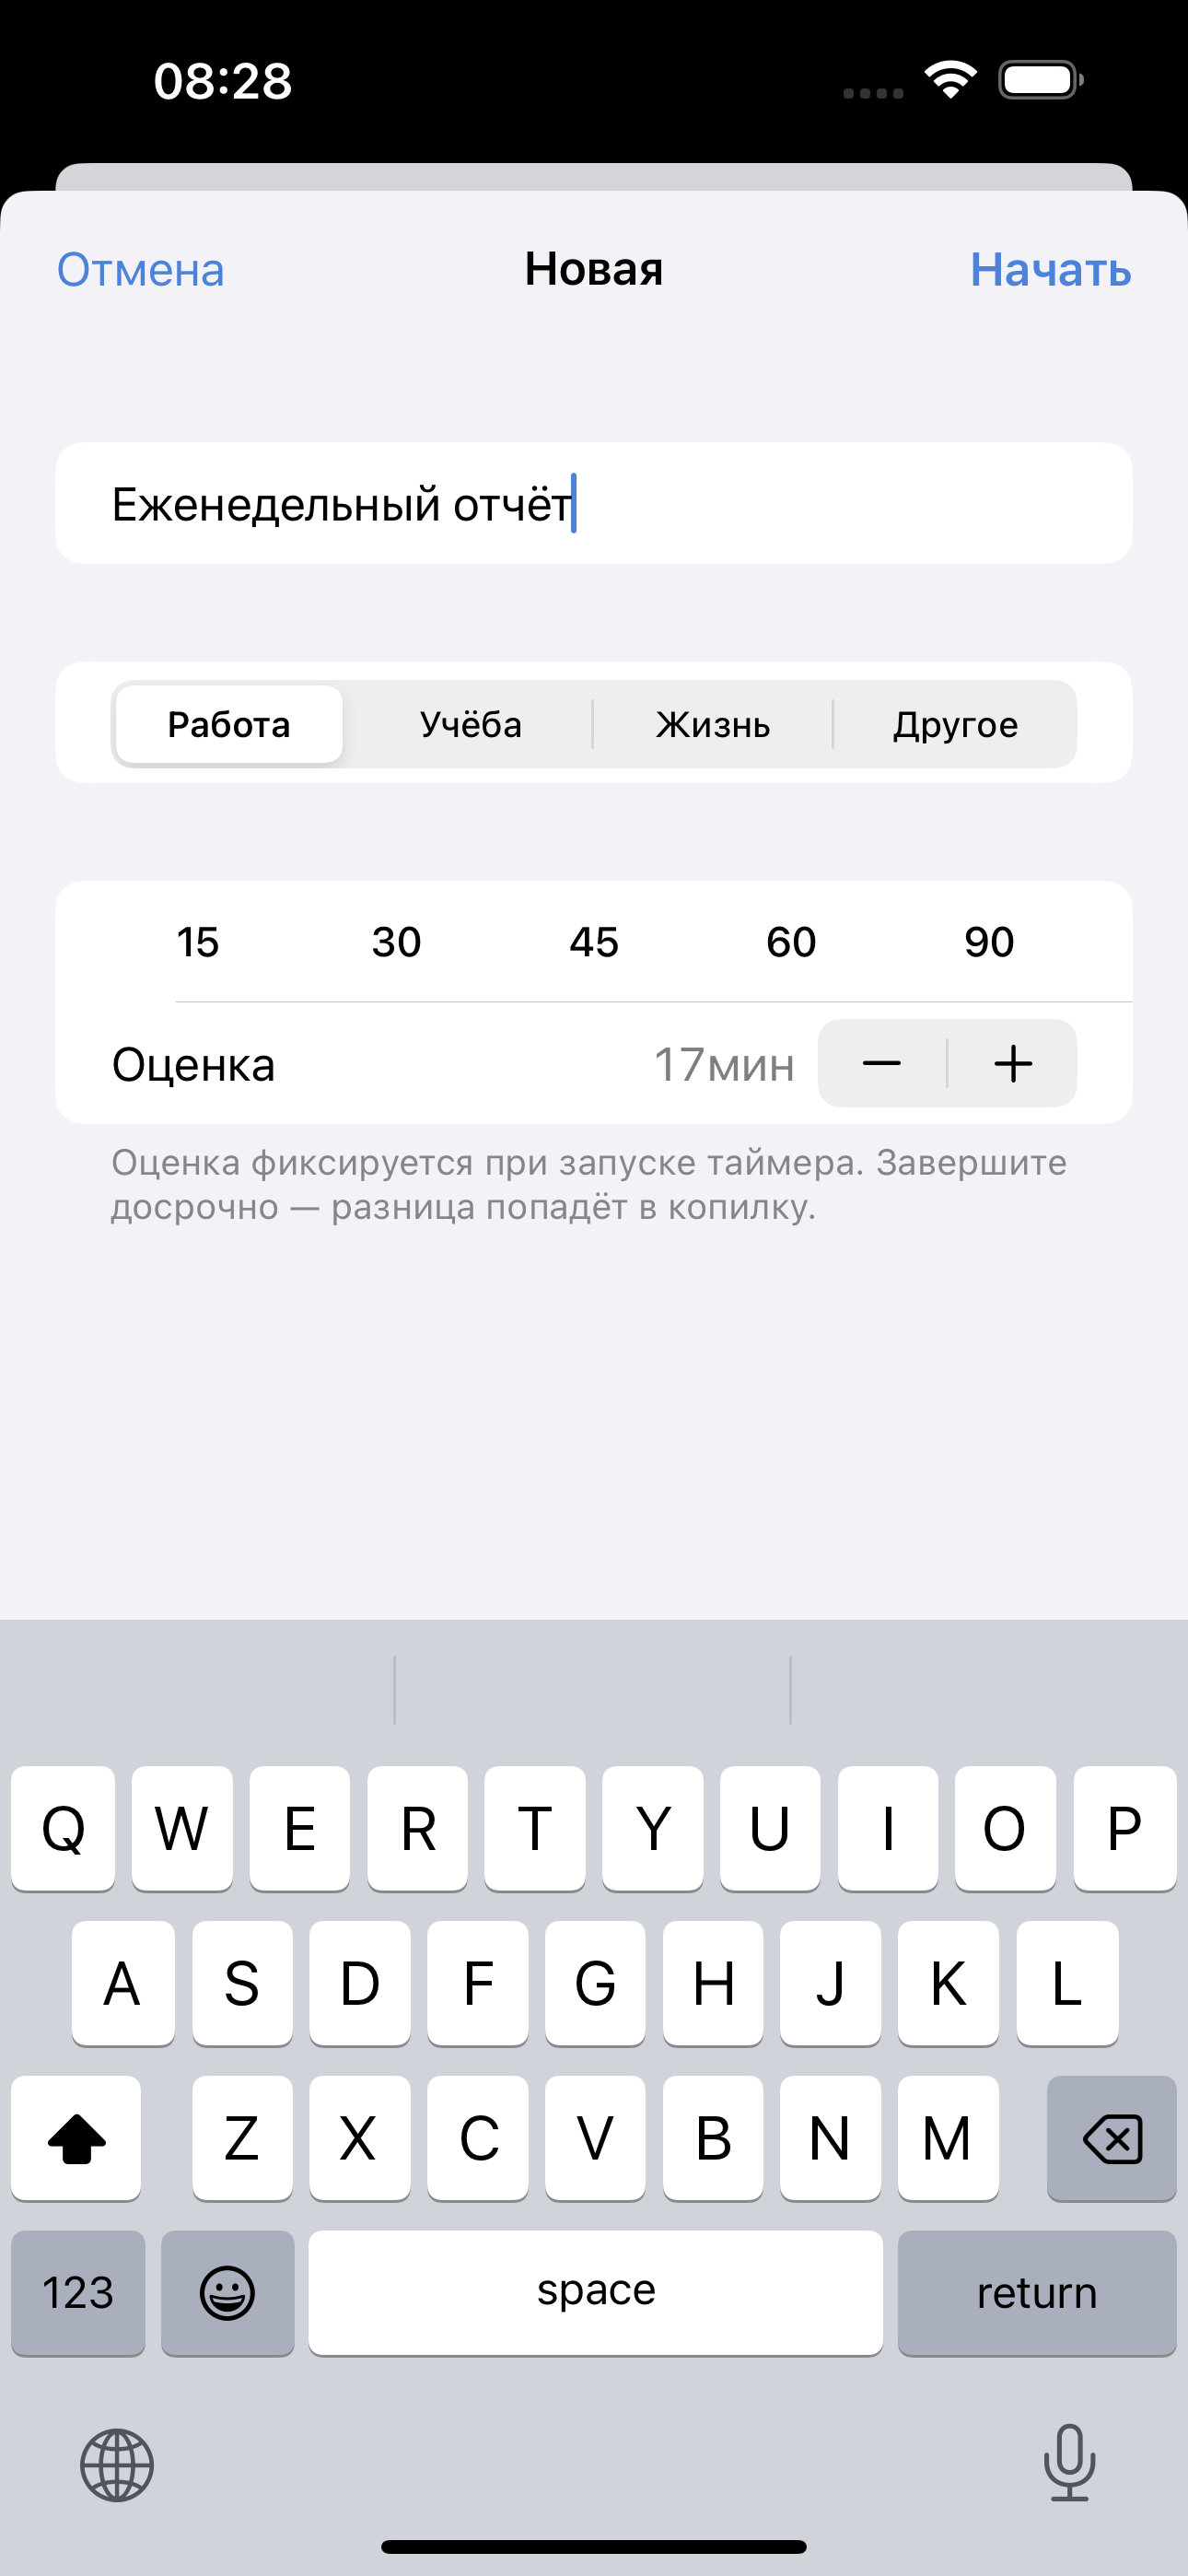 08:28
Отмена Новая Начать
Еженедельный отчёт
Работа Учёба Жизнь Другое
15 30 45 60 90
Оценка 17мин
Оценка фиксируется при запуске таймера. Завершите
досрочно — разница попадёт в копилку.
Q W E R T Y U I O P
A S D F G H J K L
Z X C V B N M
123 space return